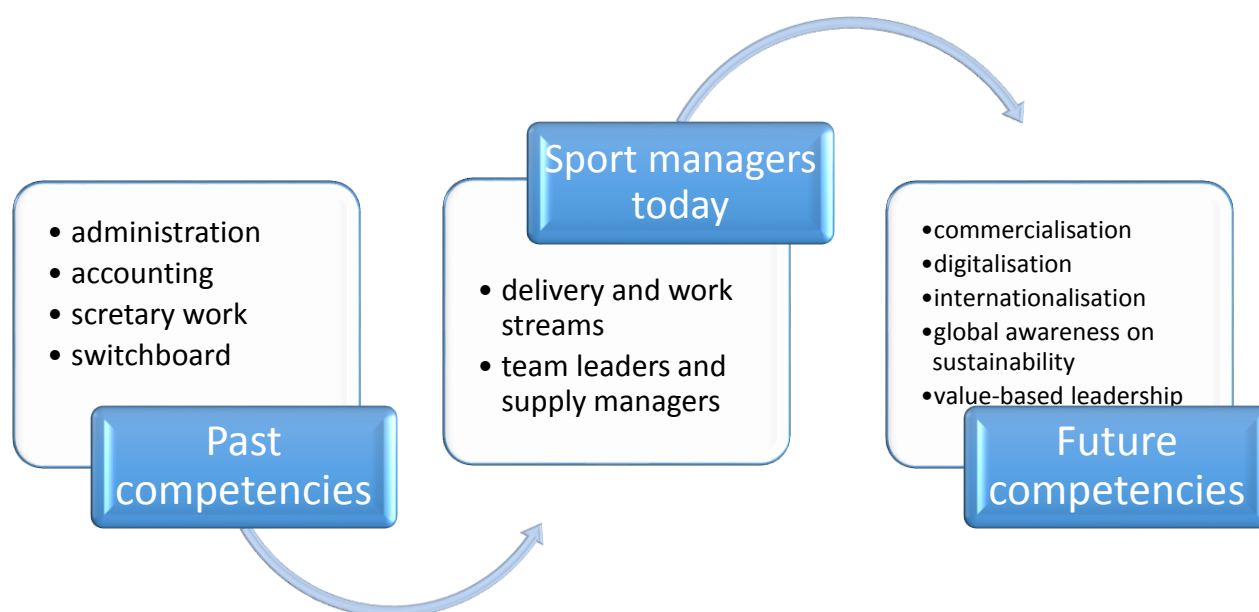 • administration
• accounting
• scretary work
• switchboard
Past
competencies
Sport managers
today
• delivery and work
streams
• team leaders and
supply managers
•commercialisation
•digitalisation
•internationalisation
•global awareness on
sustainability
•value-based leadership
Future
competencies